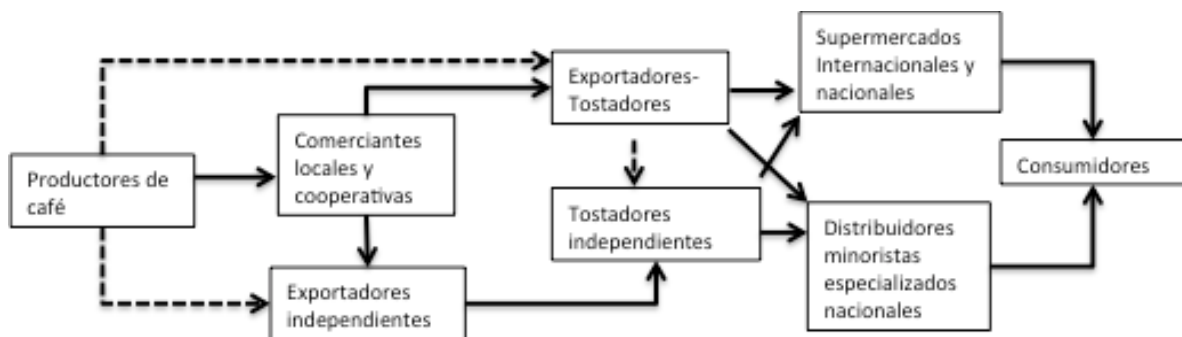 Productores de
café
Comerciantes
locales y
cooperativas
Exportadores
independientes
Exportadores-
Tostadores
Tostadores
independientes
Supermercados
Internacionales y
nacionales
Distribuidores
minoristas
especializados
nacionales
Consumidores